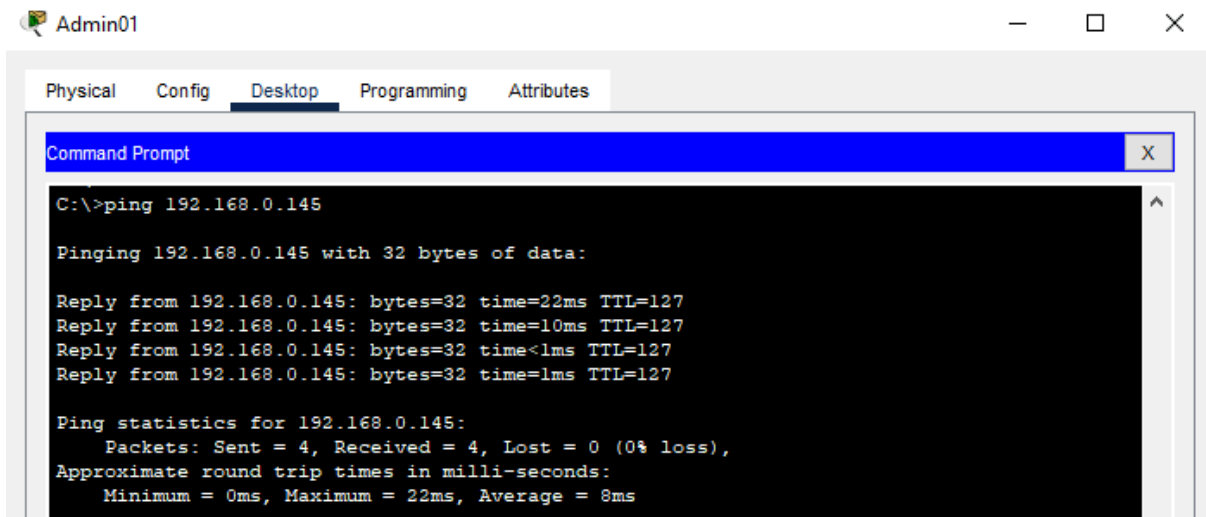 Admin01
Physical Config Desktop Programming Attributes
Command Prompt X
C:\>ping 192.168.0.145
Pinging 192.168.0.145 with 32 bytes of data:
Reply from 192.168.0.145: bytes=32 time=22ms TTL=127
Reply from 192.168.0.145: bytes=32 time=10ms TTL=127
Reply from 192.168.0.145: bytes=32 time<1ms TTL=127
Reply from 192.168.0.145: bytes=32 time=1ms TTL=127
Ping statistics for 192.168.0.145:
Packets: Sent = 4, Received = 4, Lost = 0 (0% loss),
Approximate round trip times in milli-seconds:
Minimum = 0ms, Maximum = 22ms, Average = 8ms